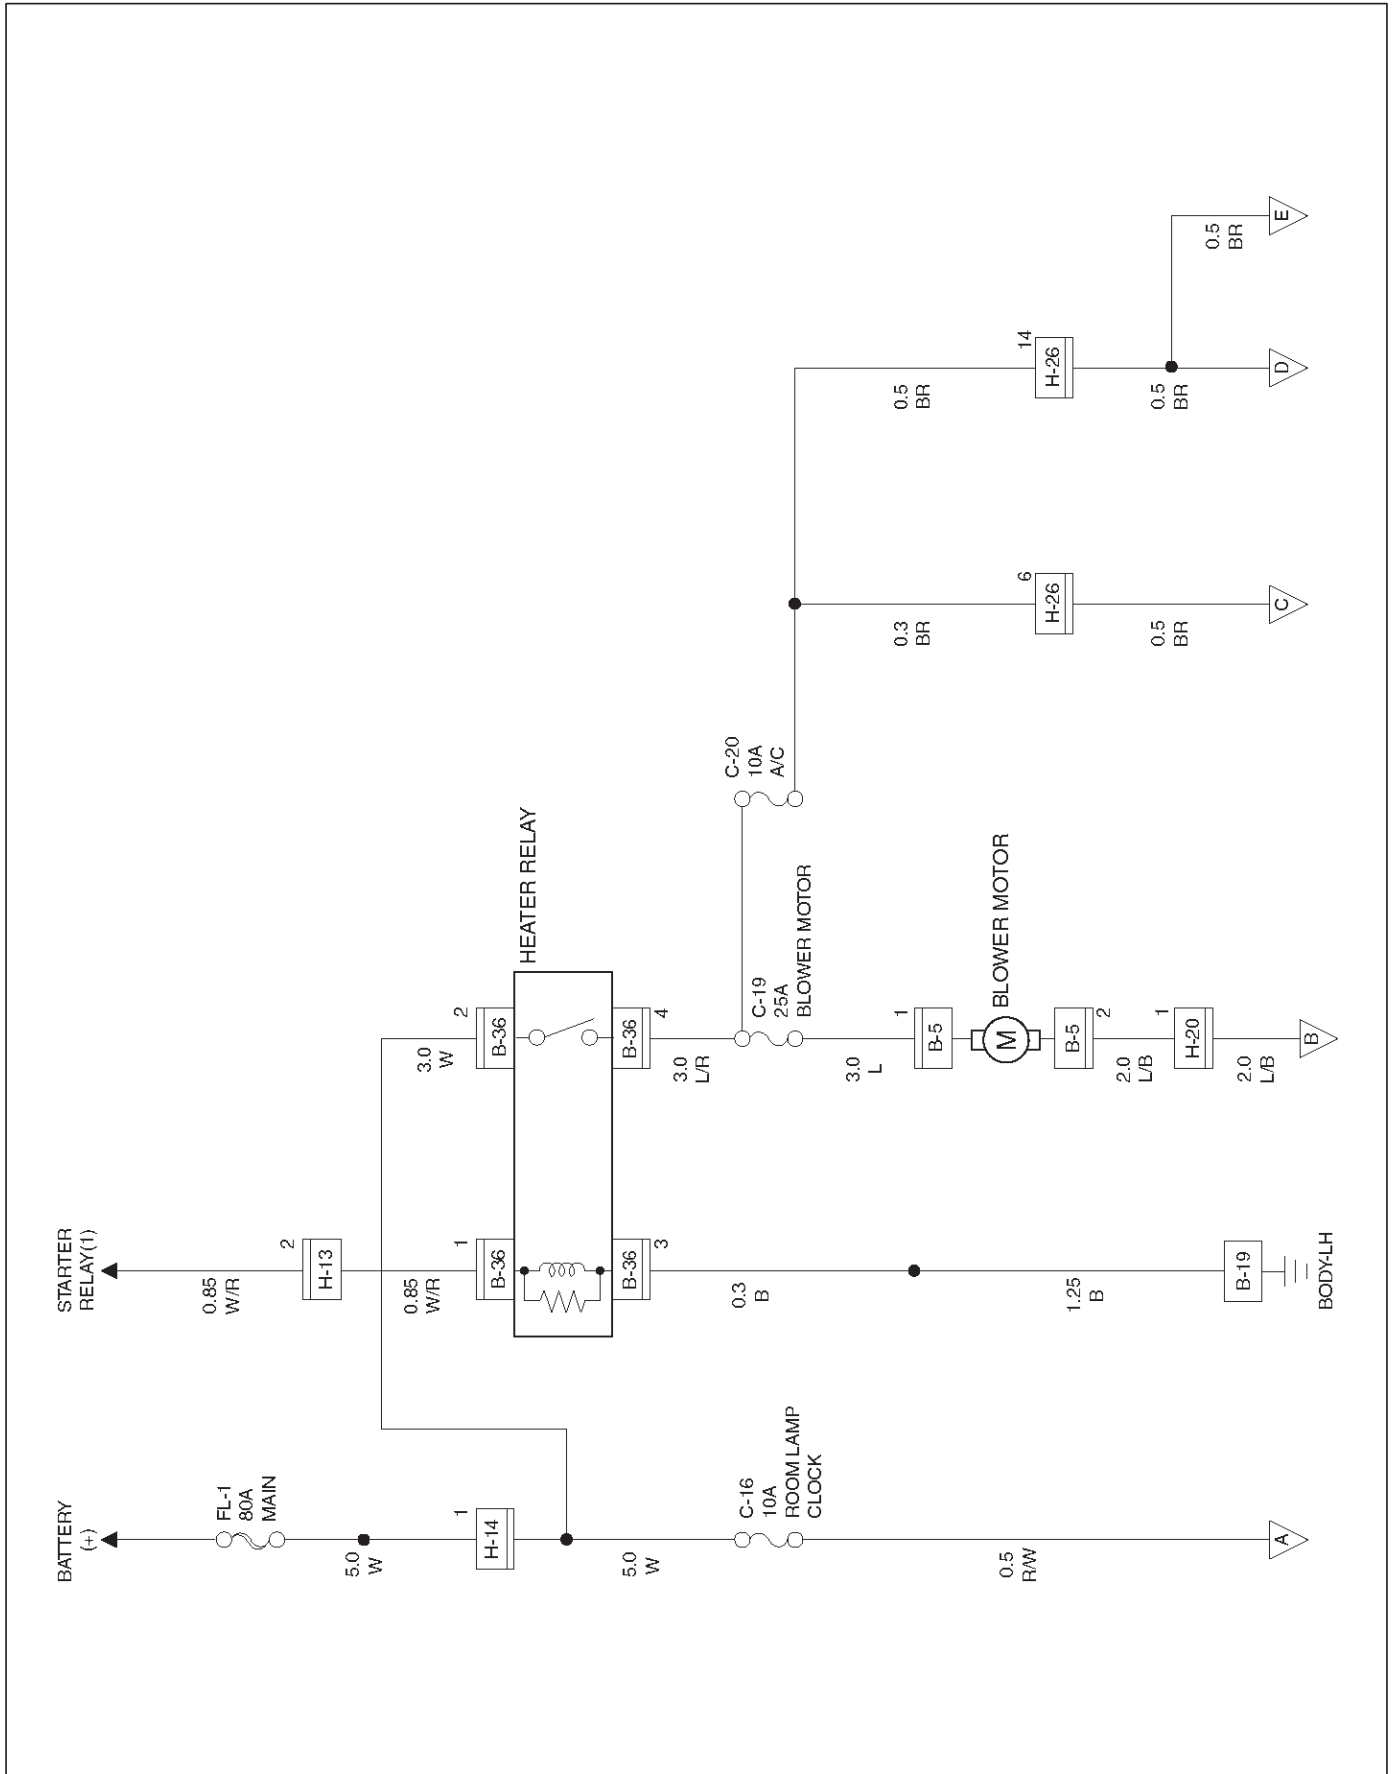 BATTERY
(+)
FL-1
80A
MAIN
5.0
W
1
H-14
5.0
W
C-16
10A
ROOM LAMP
CLOCK
0.5
R/W
A
STARTER
RELAY(1)
0.85
W/R
2
H-13
0.85
W/R
1
B-36
B-36
3
0.3
B
1.25
B
B-19
BODY-LH
HEATER RELAY
3.0
W
2
B-36
B-36
4
3.0
L/R
C-19
25A
BLOWER MOTOR
3.0
L
1
B-5
M
BLOWER MOTOR
B-5
2
2.0
L/B
1
H-20
2.0
L/B
B
C-20
10A
A/C
0.3
BR
6
H-26
0.5
BR
C
0.5
BR
14
H-26
0.5
BR
D
0.5
BR
E